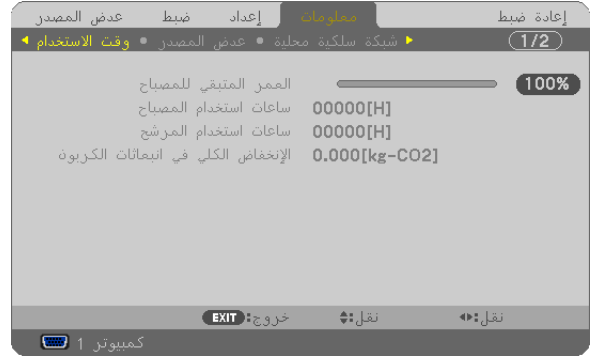 عرض المصدر ضبط إعداد معلومات إعادة ضبط
وقت الاستخدام ● عرض المصدر ● شبكة سلكية محلية 1/2
العمر المتبقي للمصباح 100%
ساعات استخدام المصباح 00000[H]
ساعات استخدام المرشح 00000[H]
الإنخفاض الكلي في انبعاثات الكربون 0.000[kg-CO2]
EXIT :خروج نقل: نقل:
كمبيوتر 1